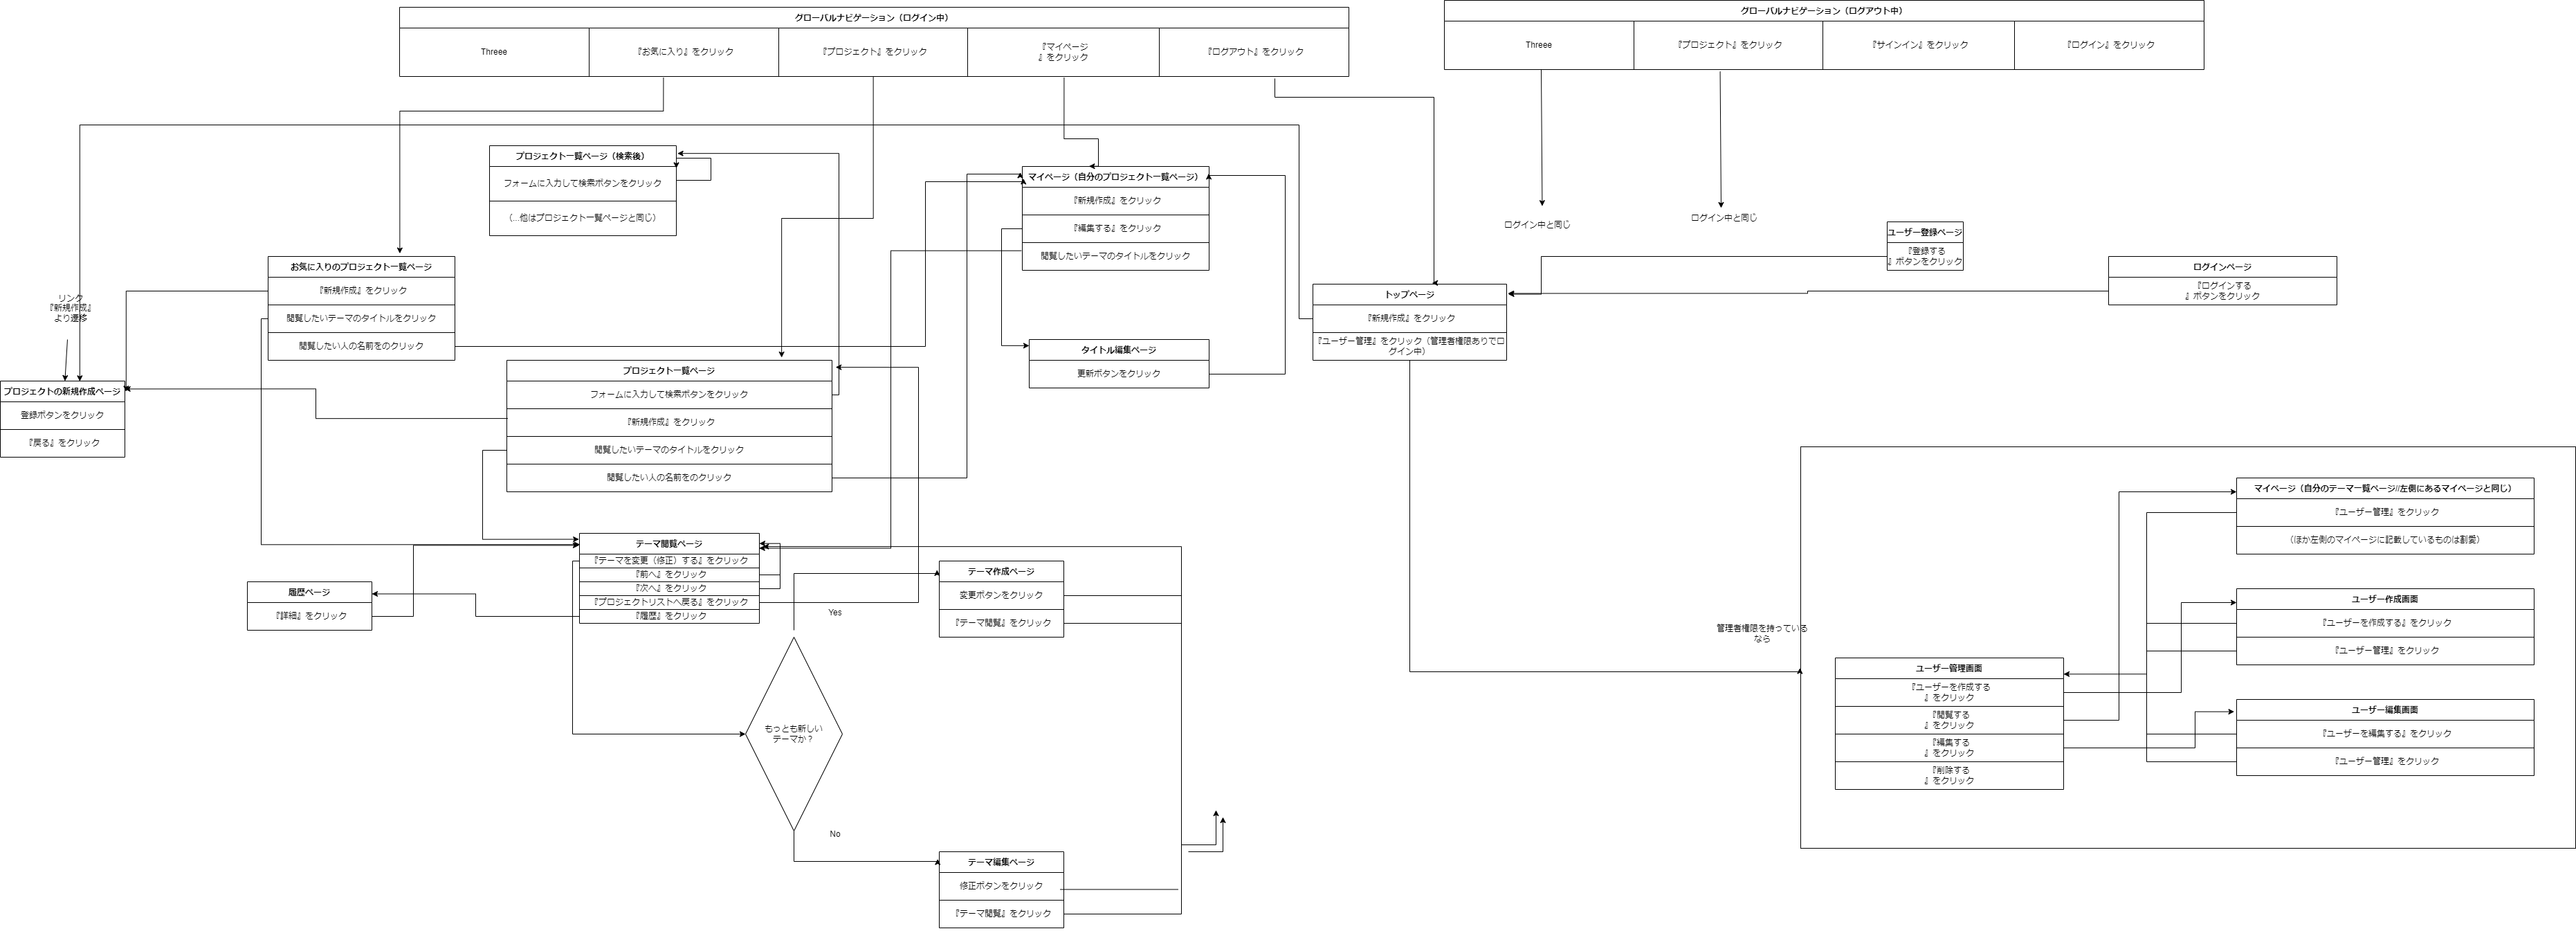 グローバルナビゲーション（ログイン中）
Threee
『お気に入り』をクリック
『プロジェクト』をクリック
『マイページ
』をクリック
『ログアウト』をクリック
グローバルナビゲーション（ログアウト中）
Threee
『プロジェクト』をクリック
『サインイン』をクリック
『ログイン』をクリック
プロジェクト一覧ページ（検索後）
フォームに入力して検索ボタンをクリック
（...他はプロジェクト一覧ページと同じ）
マイページ（自分のプロジェクト一覧ページ）
『新規作成』をクリック
『編集する』をクリック
閲覧したいテーマのタイトルをクリック
ログイン中と同じ
ログイン中と同じ
ユーザー登録ページ
『登録する
』ボタンをクリック
ログインページ
『ログインする
』ボタンをクリック
お気に入りのプロジェクト一覧ページ
『新規作成』をクリック
閲覧したいテーマのタイトルをクリック
閲覧したい人の名前をのクリック
リンク
『新規作成』
より遷移
トップページ
『新規作成』をクリック
『ユーザー管理』をクリック（管理者権限ありでロ
グイン中）
タイトル編集ページ
更新ボタンをクリック
プロジェクトの新規作成ページ
登録ボタンをクリック
『戻る』をクリック
プロジェクト一覧ページ
フォームに入力して検索ボタンをクリック
『新規作成』をクリック
閲覧したいテーマのタイトルをクリック
閲覧したい人の名前をのクリック
テーマ閲覧ページ
『テーマを変更（修正）する』をクリック
『前へ』をクリック
『次へ』をクリック
『プロジェクトリストへ戻る』をクリック
『履歴』をクリック
履歴ページ
『詳細』をクリック
Yes
テーマ作成ページ
変更ボタンをクリック
『テーマ閲覧』をクリック
もっとも新しい
テーマか？
No
テーマ編集ページ
修正ボタンをクリック
『テーマ閲覧』をクリック
管理者権限を持っている
なら
マイページ（自分のテーマ一覧ページ//左側にあるマイページと同じ）
『ユーザー管理』をクリック
（ほか左側のマイページに記載しているものは割愛）
ユーザー作成画面
『ユーザーを作成する』をクリック
『ユーザー管理』をクリック
ユーザー管理画面
『ユーザーを作成する
』をクリック
『閲覧する
』をクリック
『編集する
』をクリック
『削除する
』をクリック
ユーザー編集画面
『ユーザーを編集する』をクリック
『ユーザー管理』をクリック